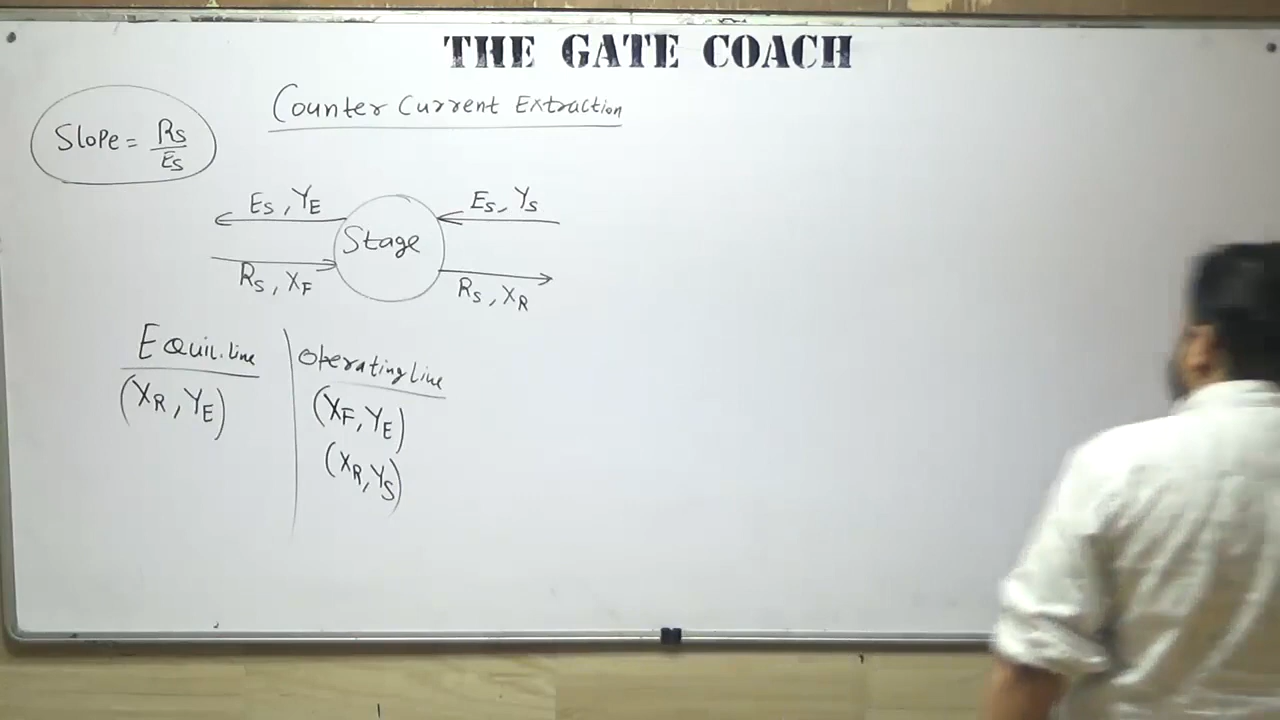 THE GATE COACH
Counter Current Extraction
Slope = Rs/Es
Es, YE
Es, Ys
Stage
Rs, XF
Rs, XR
Equil. line
Operating Line
(XR, YE)
(XF, YE)
(XR, YS)